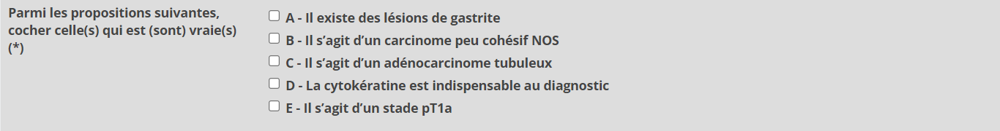 Parmi les propositions suivantes,
cocher celle(s) qui est (sont) vraie(s)
(*)
A - Il existe des lésions de gastrite
B - Il s’agit d’un carcinome peu cohésif NOS
C - Il s’agit d’un adénocarcinome tubuleux
D - La cytokératine est indispensable au diagnostic
E - Il s’agit d’un stade pT1a